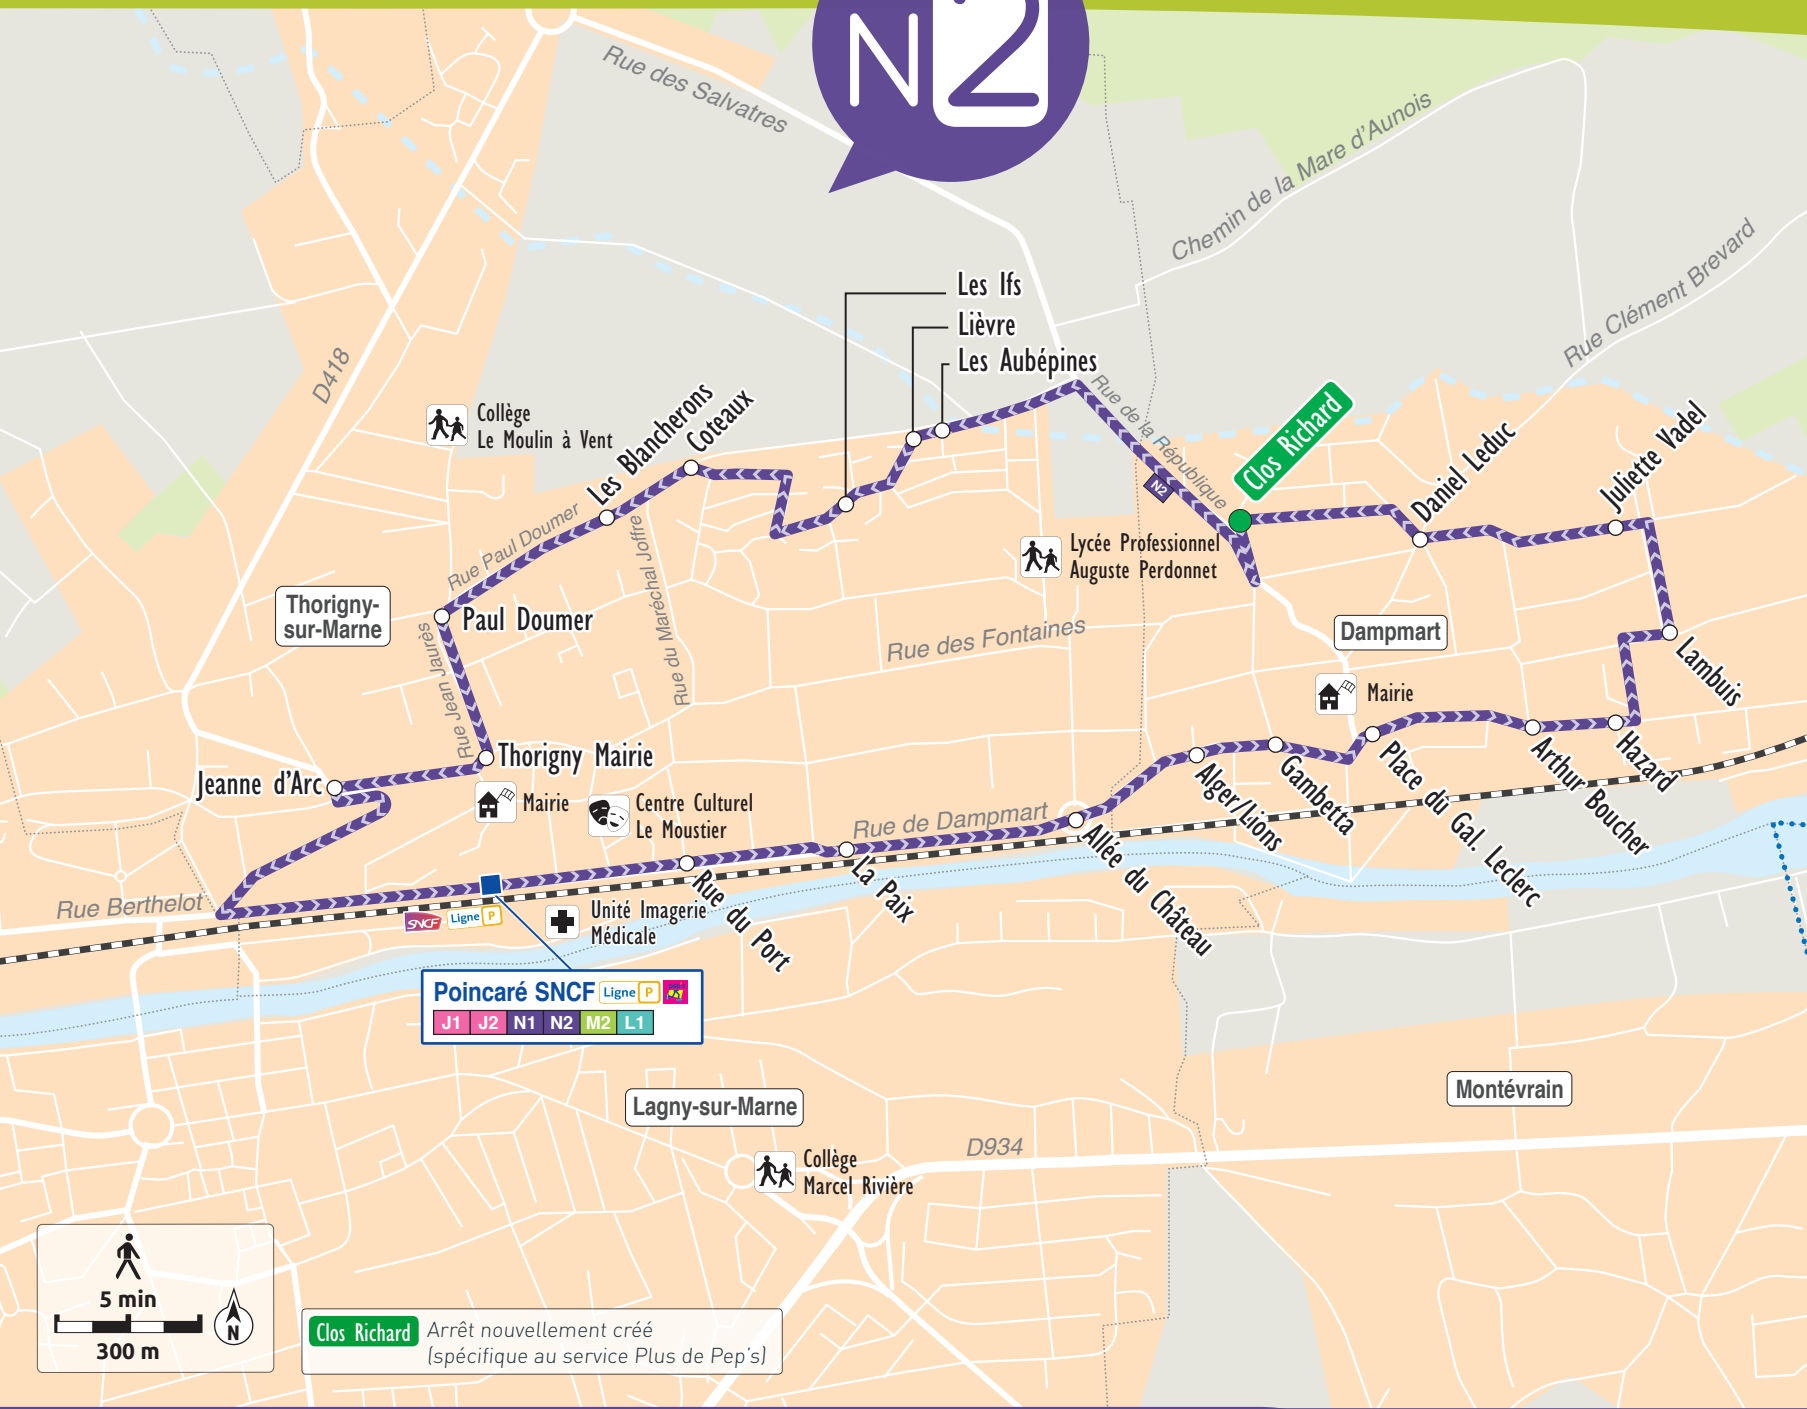 N2
Rue des Salvatres
Chemin de la Mare d'Aunois
Rue Clément Brevard
D418
Les Ifs
Lièvre
Les Aubépines
Rue de la République
N2
Clos Richard
Collège
Le Moulin à Vent
Les Blancherons
Coteaux
Daniel Leduc
Juliette Vadel
Rue Paul Doumer
Rue du Maréchal Joffre
Lycée Professionnel
Auguste Perdonnet
Thorigny-
sur-Marne
Paul Doumer
Rue des Fontaines
Dampmart
Lambuis
Rue Jean Jaurès
Mairie
Thorigny Mairie
Jeanne d'Arc
Mairie
Centre Culturel
Le Moustier
Rue de Dampmart
Alger/Lions
Gambetta
Place du Gal. Leclerc
Arthur Boucher
Hazard
Allée du Château
La Paix
Rue du Port
Rue Berthelot
SNCF
Ligne P
Unité Imagerie
Médicale
Poincaré SNCF Ligne P
J1 J2 N1 N2 M2 L1
Lagny-sur-Marne
Montévrain
D934
Collège
Marcel Rivière
5 min
300 m
N
Clos Richard
Arrêt nouvellement créé
(spécifique au service Plus de Pep's)